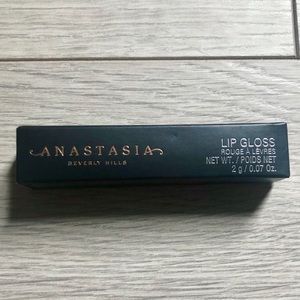 ANASTASIA
BEVERLY HILLS
LIP GLOSS
ROUGE À LÈVRES
NET WT. / POIDS NET
2 g / 0.07 Oz.